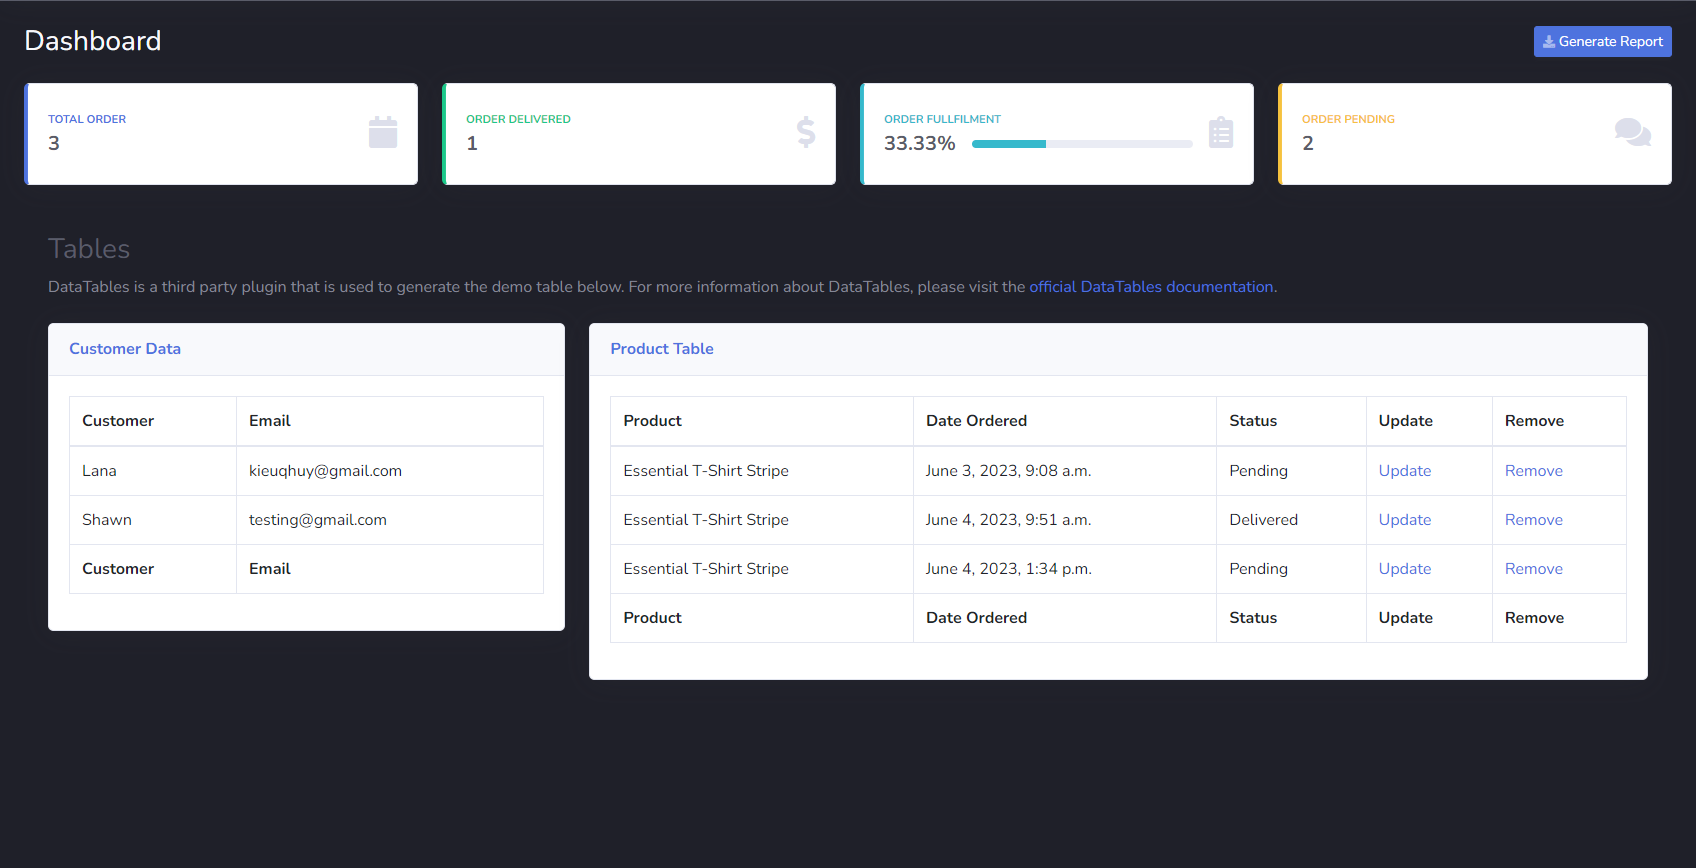 Dashboard
Generate Report
TOTAL ORDER
3
ORDER DELIVERED
1
ORDER FULLFILMENT
33.33%
ORDER PENDING
2
Tables
DataTables is a third party plugin that is used to generate the demo table below. For more information about DataTables, please visit the official DataTables documentation.
Customer Data
Customer Email
Lana kieuqhuy@gmail.com
Shawn testing@gmail.com
Customer Email
Product Table
Product Date Ordered Status Update Remove
Essential T-Shirt Stripe June 3, 2023, 9:08 a.m. Pending Update Remove
Essential T-Shirt Stripe June 4, 2023, 9:51 a.m. Delivered Update Remove
Essential T-Shirt Stripe June 4, 2023, 1:34 p.m. Pending Update Remove
Product Date Ordered Status Update Remove